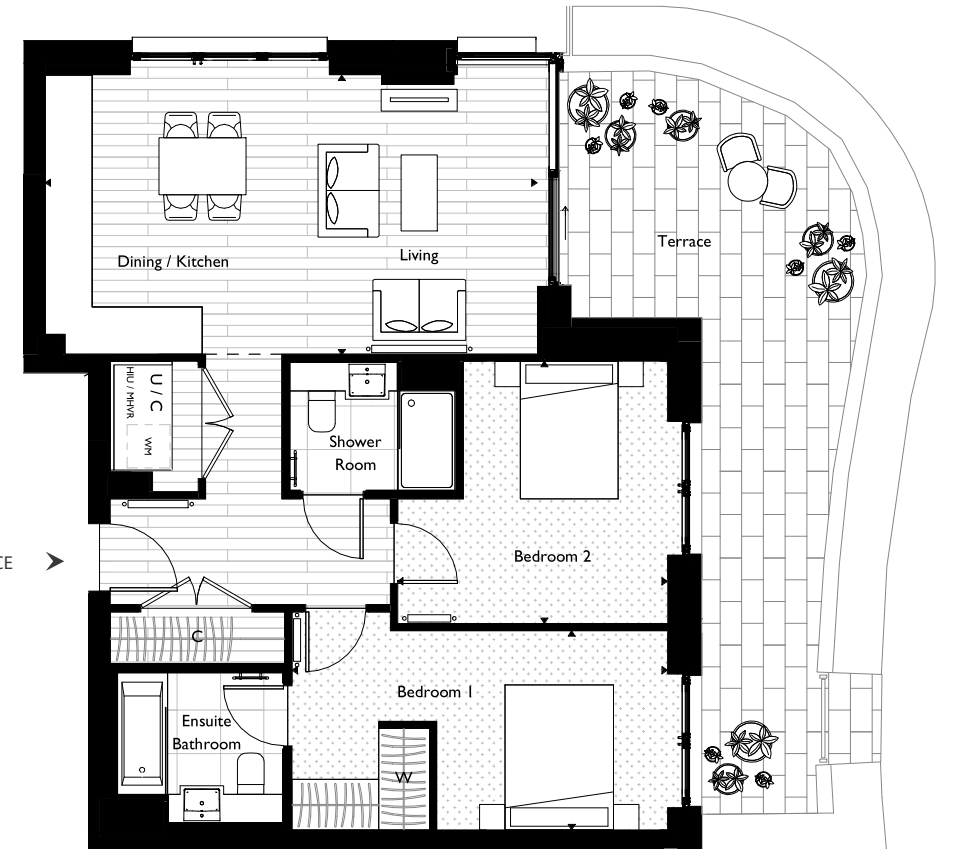 Terrace
Living
Dining / Kitchen
U / C
HIU / MHVR
WM
Shower
Room
Bedroom 2
CE
C
Bedroom 1
Ensuite
Bathroom
W